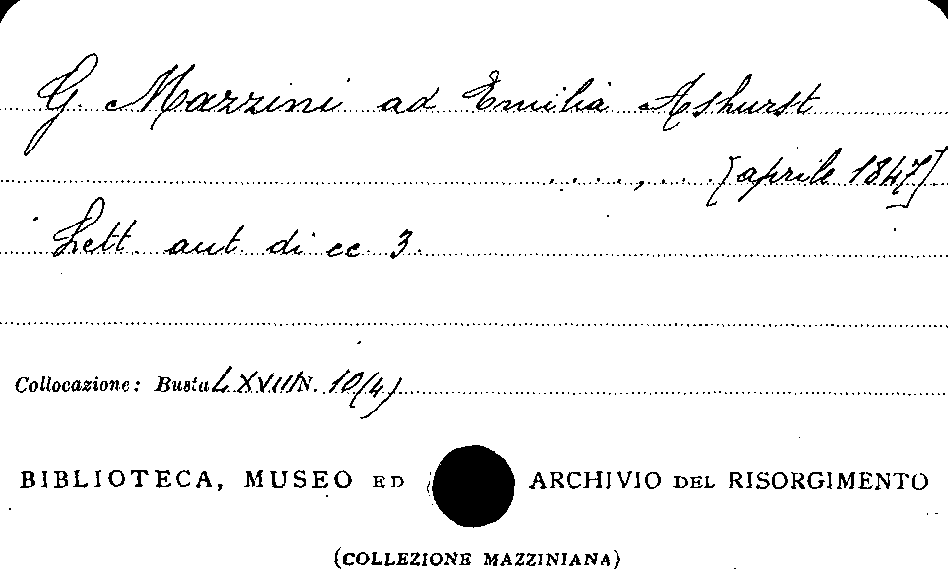 G. Mazzini ad Emilia Ashurst
....,... [aprile 1847]
Lett. aut. di cc 3.
Collocazione: Busta LXVIII N. 10(4)
BIBLIOTECA, MUSEO ED ARCHIVIO DEL RISORGIMENTO
(COLLEZIONE MAZZINIANA)